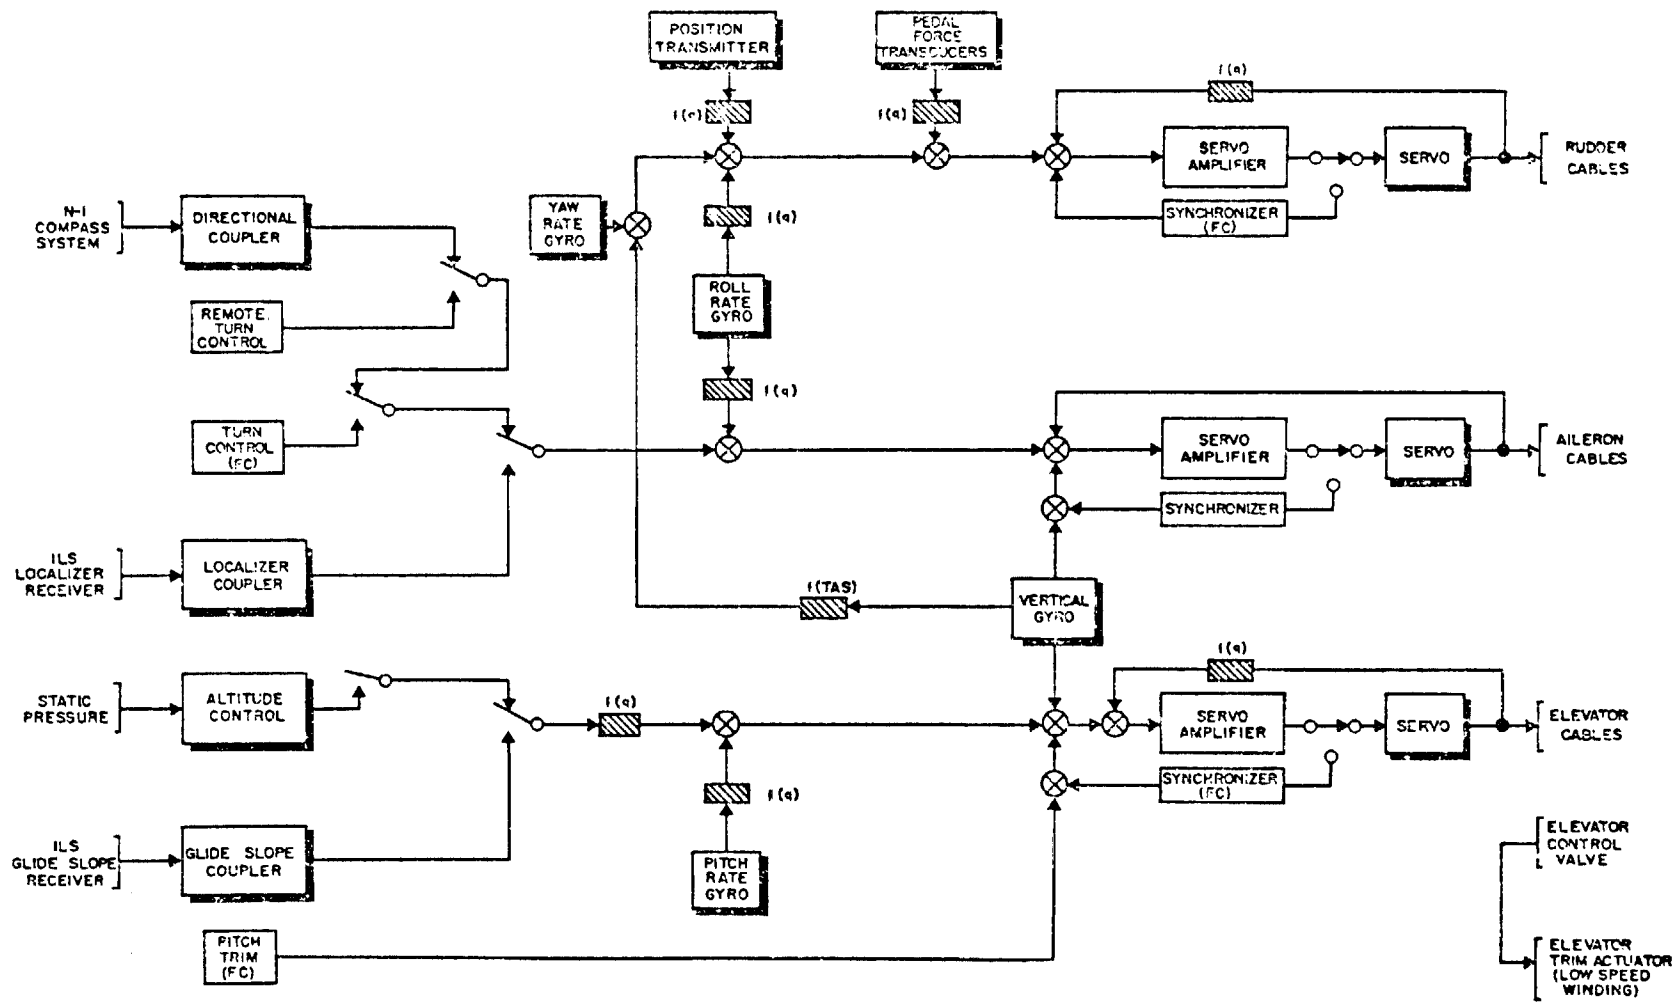 POSITION
TRANSMITTER
PEDAL
FORCE
TRANSDUCERS
f(q)
f(q)
f(q)
SERVO
AMPLIFIER
SERVO
RUDDER
CABLES
SYNCHRONIZER
(FC)
N-1
COMPASS
SYSTEM
DIRECTIONAL
COUPLER
YAW
RATE
GYRO
f(q)
REMOTE
TURN
CONTROL
ROLL
RATE
GYRO
f(q)
TURN
CONTROL
(FC)
SERVO
AMPLIFIER
SERVO
AILERON
CABLES
SYNCHRONIZER
ILS
LOCALIZER
RECEIVER
LOCALIZER
COUPLER
f(TAS)
VERTICAL
GYRO
f(q)
STATIC
PRESSURE
ALTITUDE
CONTROL
f(q)
SERVO
AMPLIFIER
SERVO
ELEVATOR
CABLES
f(q)
SYNCHRONIZER
(FC)
ILS
GLIDE SLOPE
RECEIVER
GLIDE SLOPE
COUPLER
PITCH
RATE
GYRO
ELEVATOR
CONTROL
VALVE
PITCH
TRIM
(FC)
ELEVATOR
TRIM ACTUATOR
(LOW SPEED
WINDING)